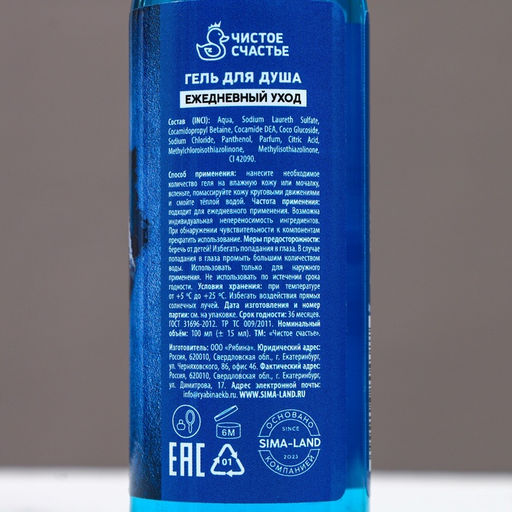 ЧИСТОЕ
СЧАСТЬЕ
ГЕЛЬ ДЛЯ ДУША
ЕЖЕДНЕВНЫЙ УХОД
Состав (INCI): Aqua, Sodium Laureth Sulfate,
Cocamidopropyl Betaine, Cocamide DEA, Coco Glucoside,
Sodium Chloride, Panthenol, Parfum, Citric Acid,
Methylchloroisothiazolinone, Methylisothiazolinone,
CI 42090.
Способ применения: нанесите необходимое
количество геля на влажную кожу или мочалку,
вспеньте, помассируйте кожу круговыми движениями
и смойте тёплой водой. Частота применения:
подходит для ежедневного применения. Возможна
индивидуальная непереносимость ингредиентов.
При обнаружении чувствительности к компонентам
прекратить использование. Меры предосторожности:
беречь от детей! Избегать попадания в глаза. В случае
попадания в глаза промыть большим количеством
воды. Использовать только для наружного
применения. Не использовать по истечении срока
годности. Условия хранения: при температуре
от +5 °C до +25 °C. Избегать воздействия прямых
солнечных лучей. Дата изготовления и номер
партии: см. на упаковке. Срок годности: 36 месяцев.
ГОСТ 31696-2012. ТР ТС 009/2011. Номинальный
объём: 100 мл (± 15 мл). ТМ: «Чистое счастье».
Изготовитель: ООО «Рябина». Юридический адрес:
Россия, 620010, Свердловская обл., г. Екатеринбург,
ул. Черняховского, 86, офис 46. Фактический адрес:
Россия, 620010, Свердловская обл., г. Екатеринбург,
ул. Димитрова, 17. Адрес электронной почты:
info@ryabinaekb.ru. WWW.SIMA-LAND.RU
6M
EAC
01
ОСНОВАНО
SINCE
SIMA-LAND
2023
КОМПАНИЕЙ